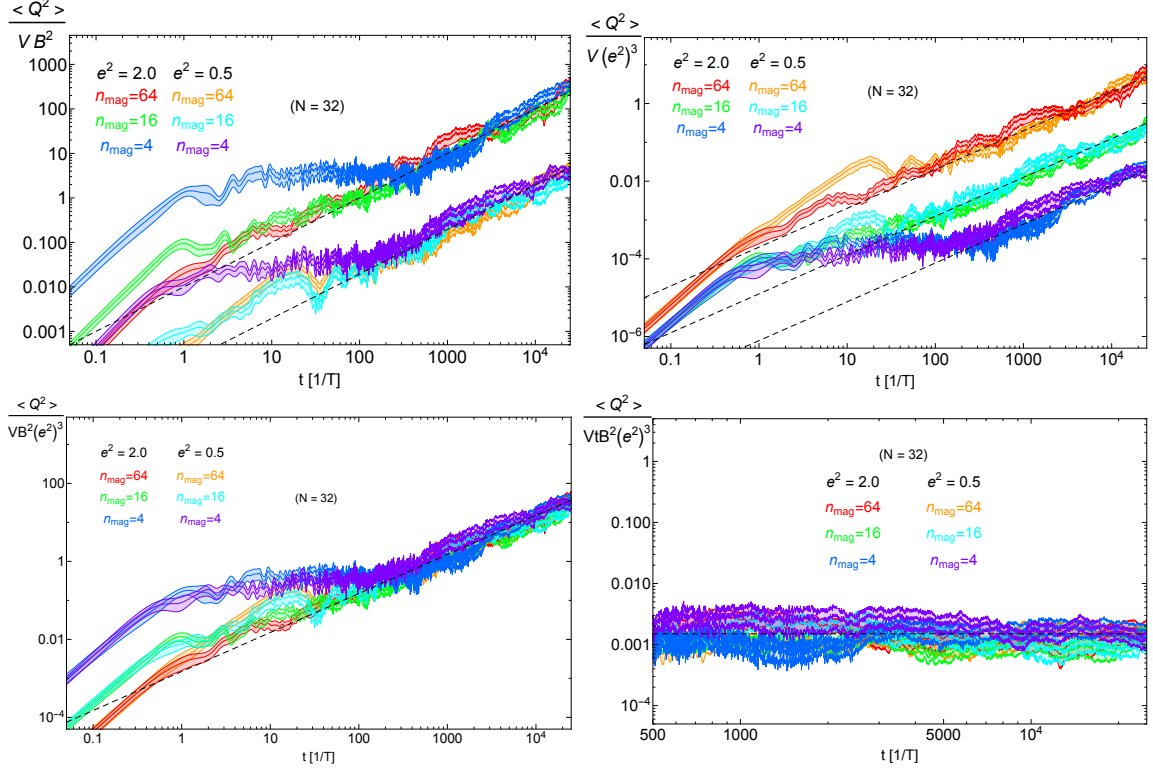 < Q² >
V B²
1000
100
10
1
0.100
0.010
0.001
e² = 2.0 e² = 0.5
n_mag=64 n_mag=64
n_mag=16 n_mag=16
n_mag=4 n_mag=4
(N = 32)
0.1 1 10 100 1000 10⁴
t [1/T]
< Q² >
V (e²)³
1
0.01
10⁻⁴
10⁻⁶
e² = 2.0 e² = 0.5
n_mag=64 n_mag=64
n_mag=16 n_mag=16
n_mag=4 n_mag=4
(N = 32)
0.1 1 10 100 1000 10⁴
t [1/T]
< Q² >
VB²(e²)³
100
1
0.01
10⁻⁴
e² = 2.0 e² = 0.5
n_mag=64 n_mag=64
n_mag=16 n_mag=16
n_mag=4 n_mag=4
(N = 32)
0.1 1 10 100 1000 10⁴
t [1/T]
< Q² >
VtB²(e²)³
1
0.100
0.010
0.001
10⁻⁴
(N = 32)
e² = 2.0 e² = 0.5
n_mag=64 n_mag=64
n_mag=16 n_mag=16
n_mag=4 n_mag=4
500 1000 5000 10⁴
t [1/T]